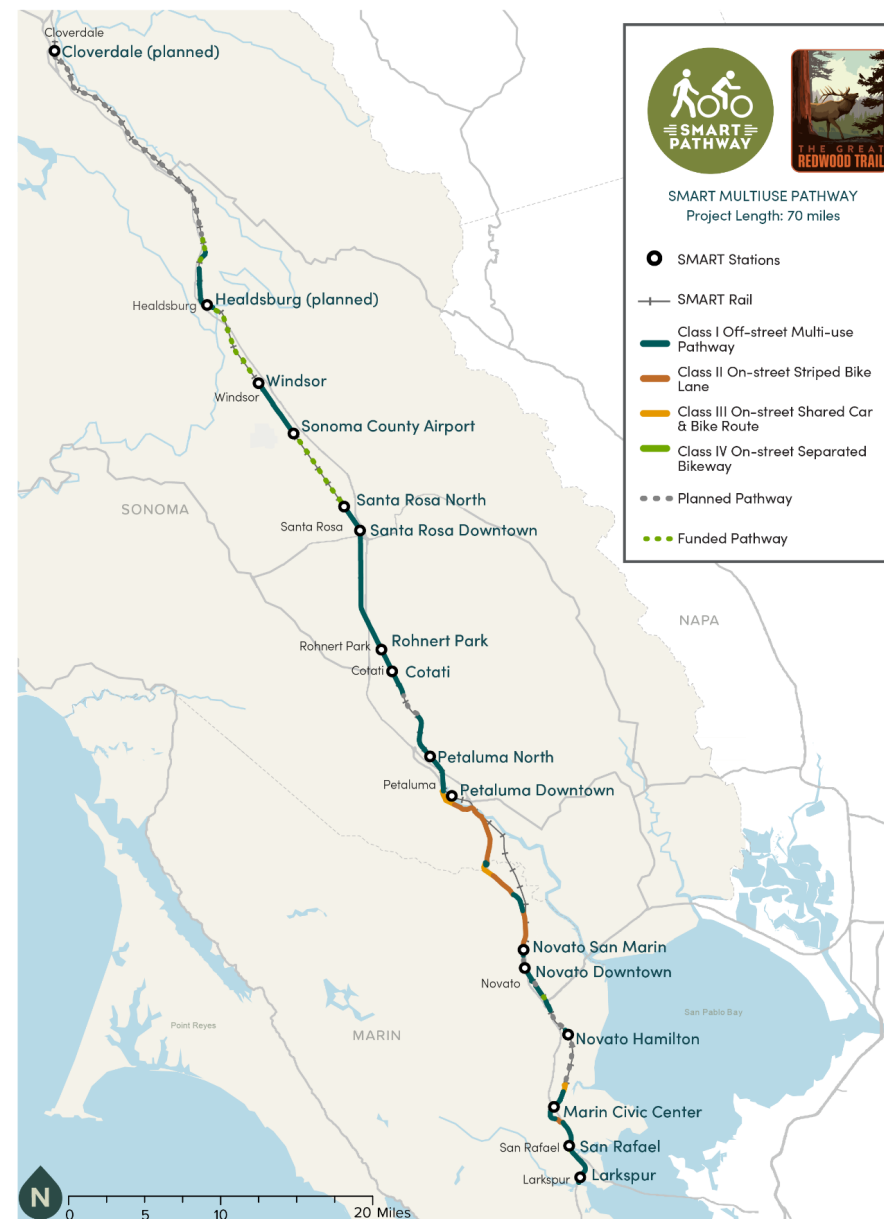 Cloverdale
Cloverdale (planned)
Healdsburg
Healdsburg (planned)
Windsor
Windsor
Sonoma County Airport
SONOMA
Santa Rosa North
Santa Rosa
Santa Rosa Downtown
NAPA
Rohnert Park
Rohnert Park
Cotati
Cotati
Petaluma North
Petaluma
Petaluma Downtown
Novato San Marin
Novato Downtown
Novato
San Pablo Bay
Point Reyes
MARIN
Novato Hamilton
Marin Civic Center
San Rafael
San Rafael
Larkspur
Larkspur
N
0 5 10 20 Miles
SMART
PATHWAY
THE GREAT
REDWOOD TRAIL
SMART MULTIUSE PATHWAY
Project Length: 70 miles
SMART Stations
SMART Rail
Class I Off-street Multi-use
Pathway
Class II On-street Striped Bike
Lane
Class III On-street Shared Car
& Bike Route
Class IV On-street Separated
Bikeway
Planned Pathway
Funded Pathway